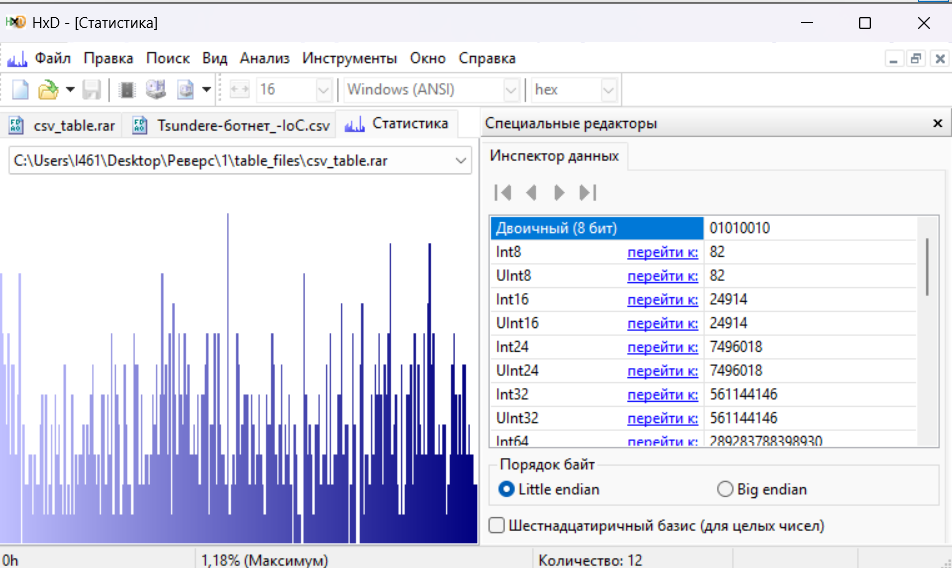 HxD - [Статистика]
Файл Правка Поиск Вид Анализ Инструменты Окно Справка
16 Windows (ANSI) hex
csv_table.rar Tsundere-ботнет_-IoC.csv Статистика
C:\Users\I461\Desktop\Реверс\1\table_files\csv_table.rar
Специальные редакторы
Инспектор данных
Двоичный (8 бит) 01010010
Int8 перейти к: 82
UInt8 перейти к: 82
Int16 перейти к: 24914
UInt16 перейти к: 24914
Int24 перейти к: 7496018
UInt24 перейти к: 7496018
Int32 перейти к: 561144146
UInt32 перейти к: 561144146
Int64 перейти к: 289283788398930
Порядок байт
Little endian Big endian
Шестнадцатиричный базис (для целых чисел)
0h 1,18% (Максимум) Количество: 12